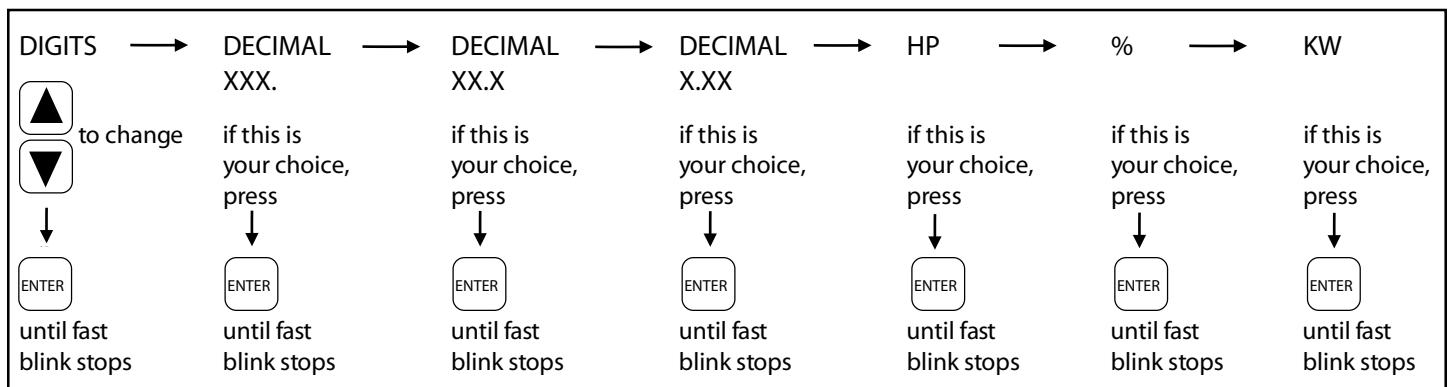 DIGITS DECIMAL DECIMAL DECIMAL HP % KW
XXX. XX.X X.XX
to change if this is if this is if this is if this is if this is if this is
your choice, your choice, your choice, your choice, your choice, your choice,
press press press press press press
ENTER ENTER ENTER ENTER ENTER ENTER ENTER
until fast until fast until fast until fast until fast until fast until fast
blink stops blink stops blink stops blink stops blink stops blink stops blink stops